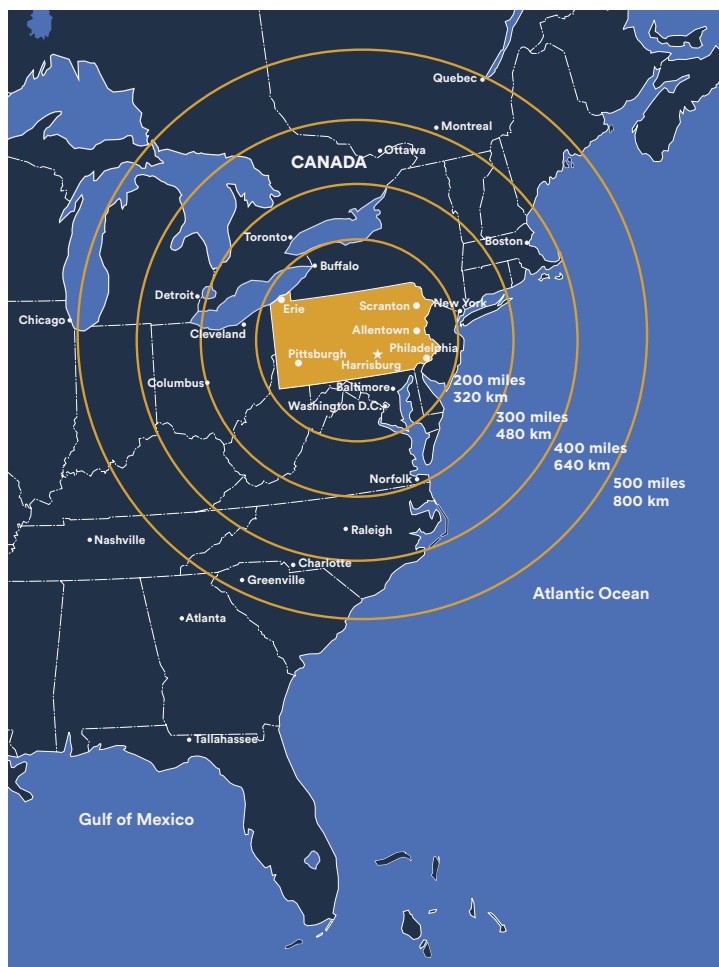 Quebec
Montreal
Ottawa
CANADA
Toronto
Boston
Buffalo
Detroit
Erie
Scranton
New York
Chicago
Cleveland
Allentown
Philadelphia
Pittsburgh
Harrisburg
Columbus
Baltimore
200 miles
320 km
Washington D.C.
300 miles
480 km
400 miles
640 km
Norfolk
500 miles
800 km
Raleigh
Nashville
Charlotte
Greenville
Atlantic Ocean
Atlanta
Tallahassee
Gulf of Mexico